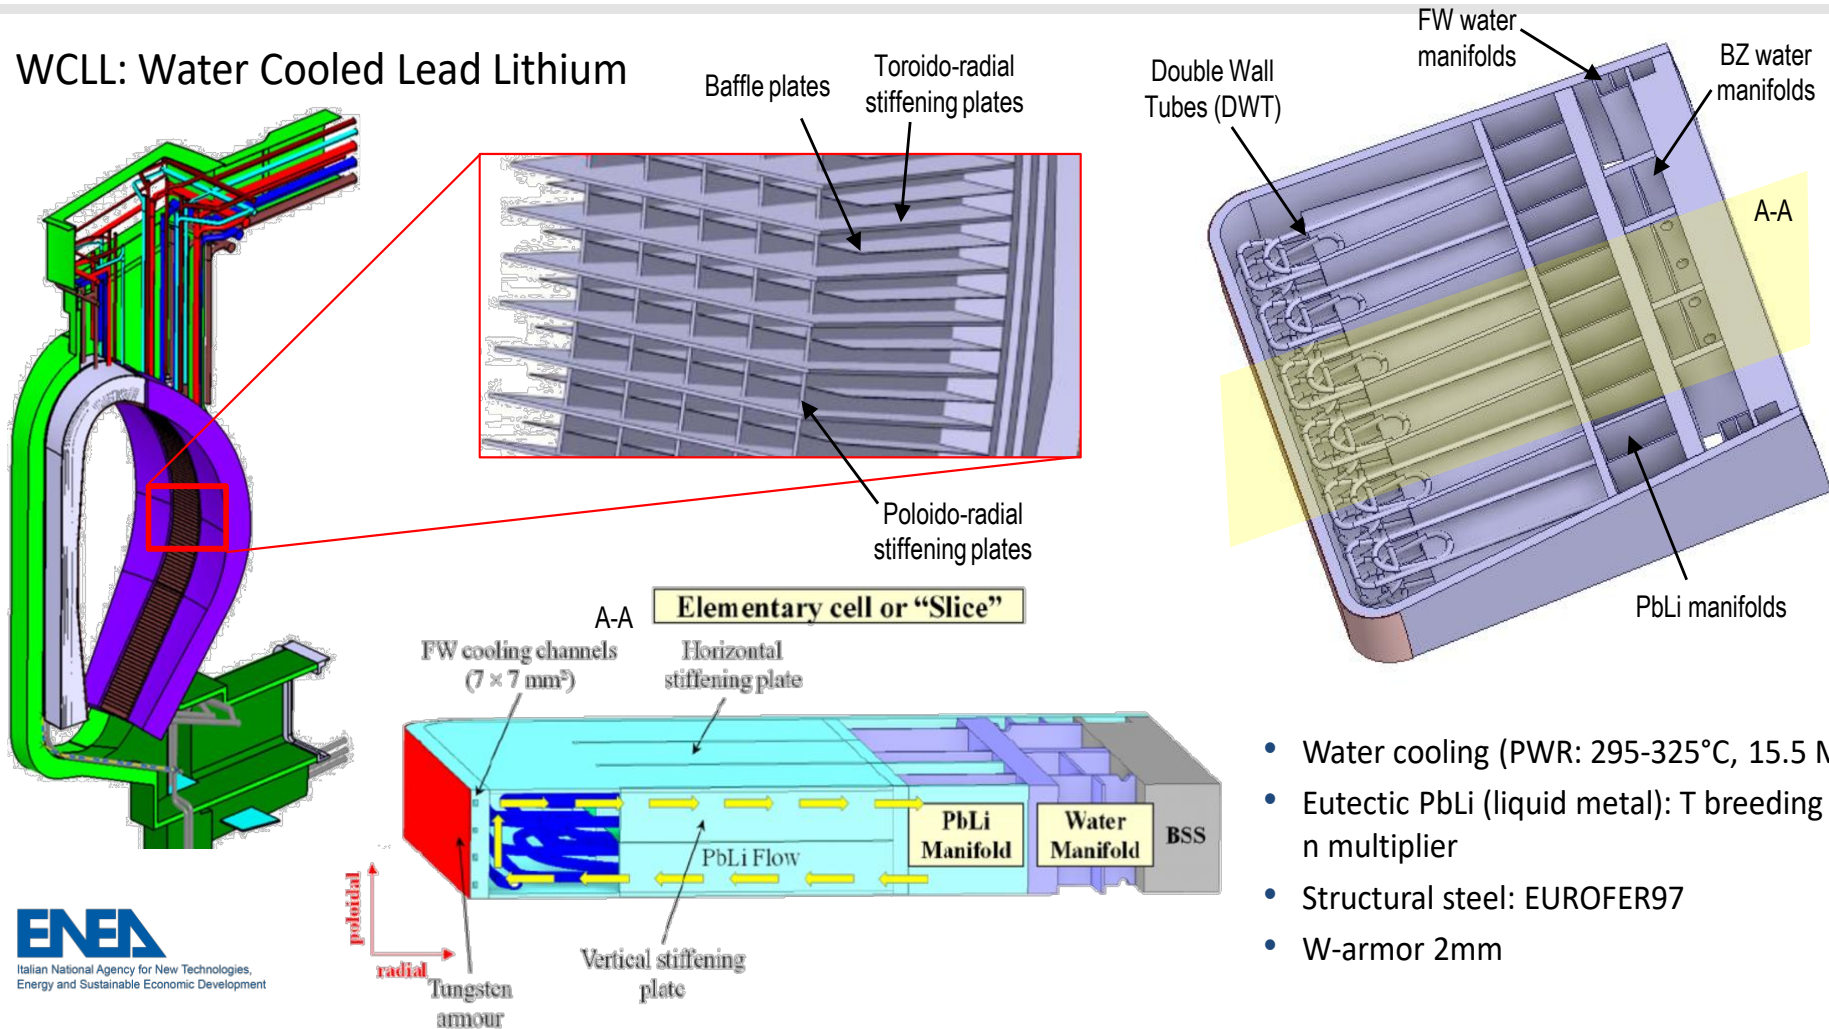 WCLL: Water Cooled Lead Lithium
Baffle plates
Toroido-radial
stiffening plates
Double Wall
Tubes (DWT)
FW water
manifolds
BZ water
manifolds
A-A
Poloido-radial
stiffening plates
PbLi manifolds
A-A
Elementary cell or “Slice”
FW cooling channels
(7 × 7 mm²)
Horizontal
stiffening plate
PbLi Flow
PbLi
Manifold
Water
Manifold
BSS
poloidal
radial
Tungsten
armour
Vertical stiffening
plate
• Water cooling (PWR: 295-325°C, 15.5 M
• Eutectic PbLi (liquid metal): T breeding
n multiplier
• Structural steel: EUROFER97
• W-armor 2mm
ENEA
Italian National Agency for New Technologies,
Energy and Sustainable Economic Development